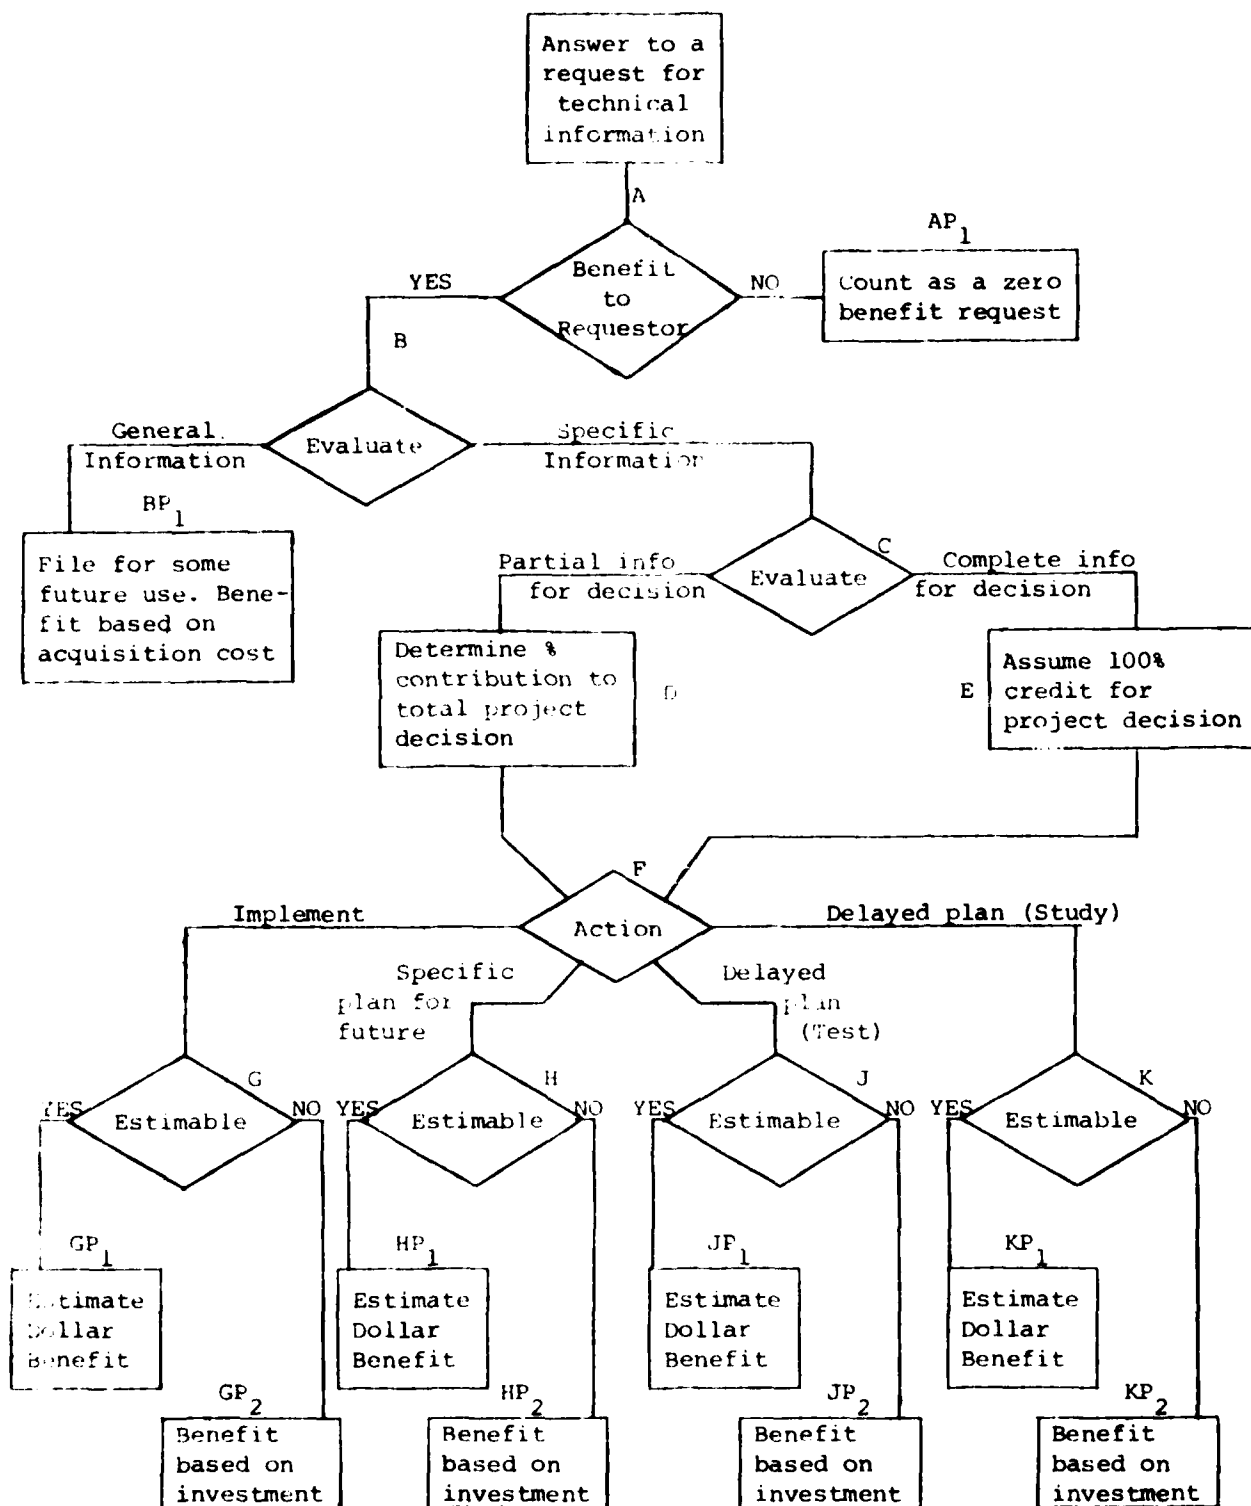 Answer to a
request for
technical
information
A
AP1
Benefit
to
Requestor
YES
NO
Count as a zero
benefit request
B
General
Information
Evaluate
Specific
Information
BP1
File for some
future use. Bene-
fit based on
acquisition cost
C
Partial info
for decision
Evaluate
Complete info
for decision
Determine %
contribution to
total project
decision
D
E
Assume 100%
credit for
project decision
F
Implement
Action
Delayed plan (Study)
Specific
plan for
future
Delayed
plan
(Test)
G
YES
Estimable
NO
H
YES
Estimable
NO
J
YES
Estimable
NO
K
YES
Estimable
NO
GP1
Estimate
Dollar
Benefit
HP1
Estimate
Dollar
Benefit
JP1
Estimate
Dollar
Benefit
KP1
Estimate
Dollar
Benefit
GP2
Benefit
based on
investment
HP2
Benefit
based on
investment
JP2
Benefit
based on
investment
KP2
Benefit
based on
investment